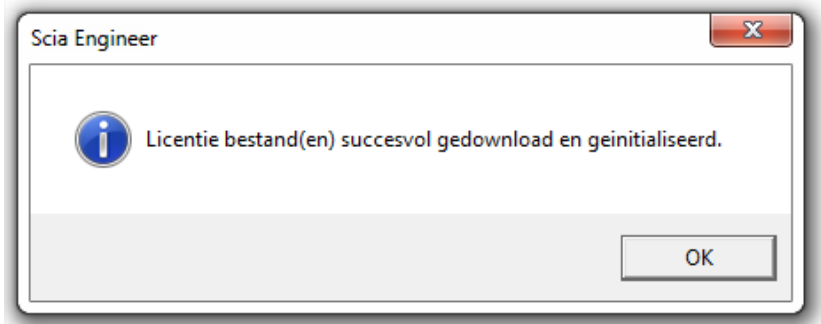 Scia Engineer
Licentie bestand(en) succesvol gedownload en geinitialiseerd.
OK